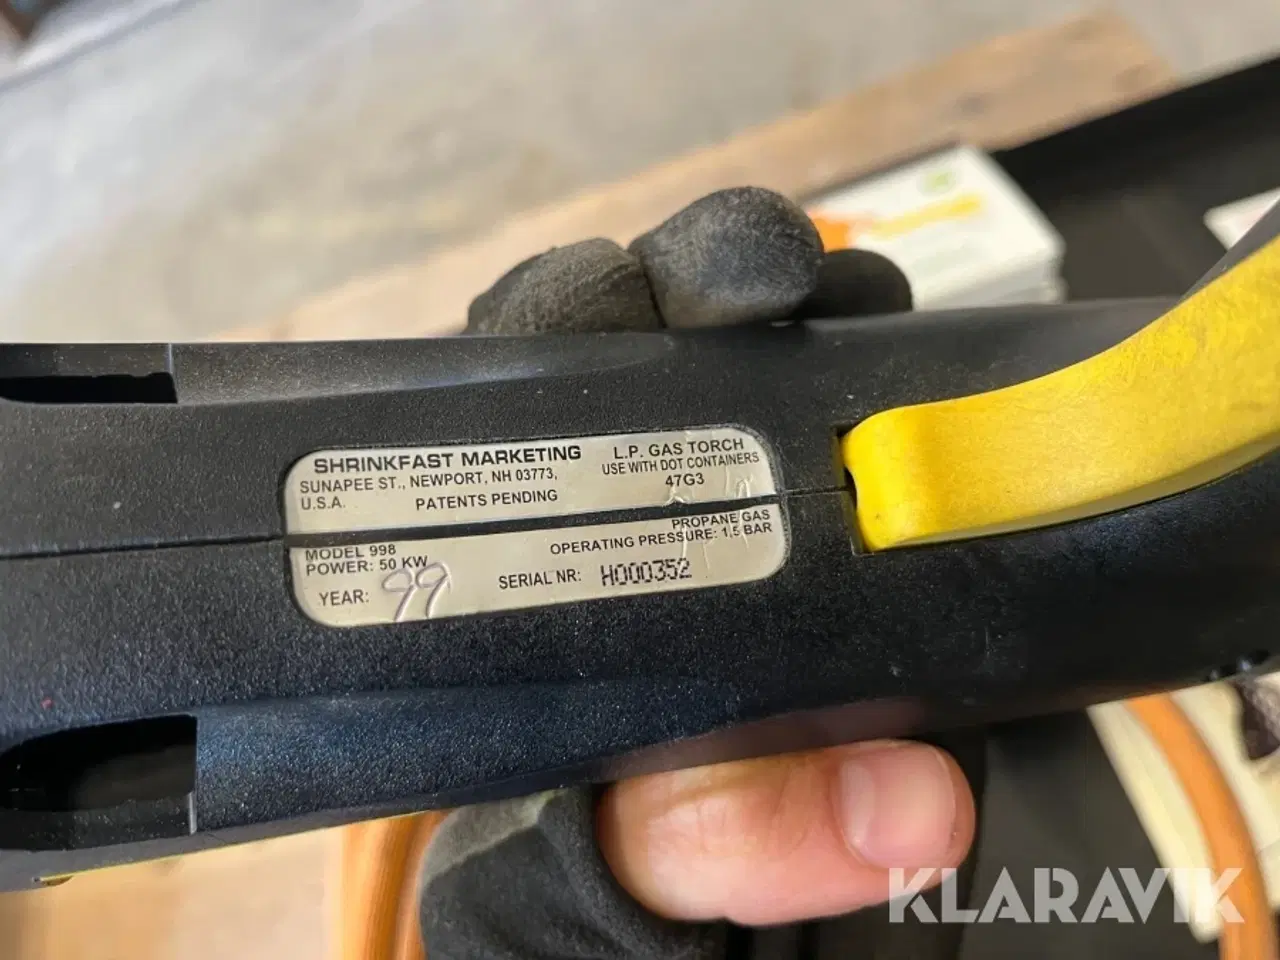 SHRINKFAST MARKETING
SUNAPEE ST., NEWPORT, NH 03773,
U.S.A.
PATENTS PENDING
L.P. GAS TORCH
USE WITH DOT CONTAINERS
47G3
MODEL 998
POWER: 50 KW
YEAR: 99
PROPANE GAS
OPERATING PRESSURE: 1,5 BAR
SERIAL NR: H000352
KLARAVIK